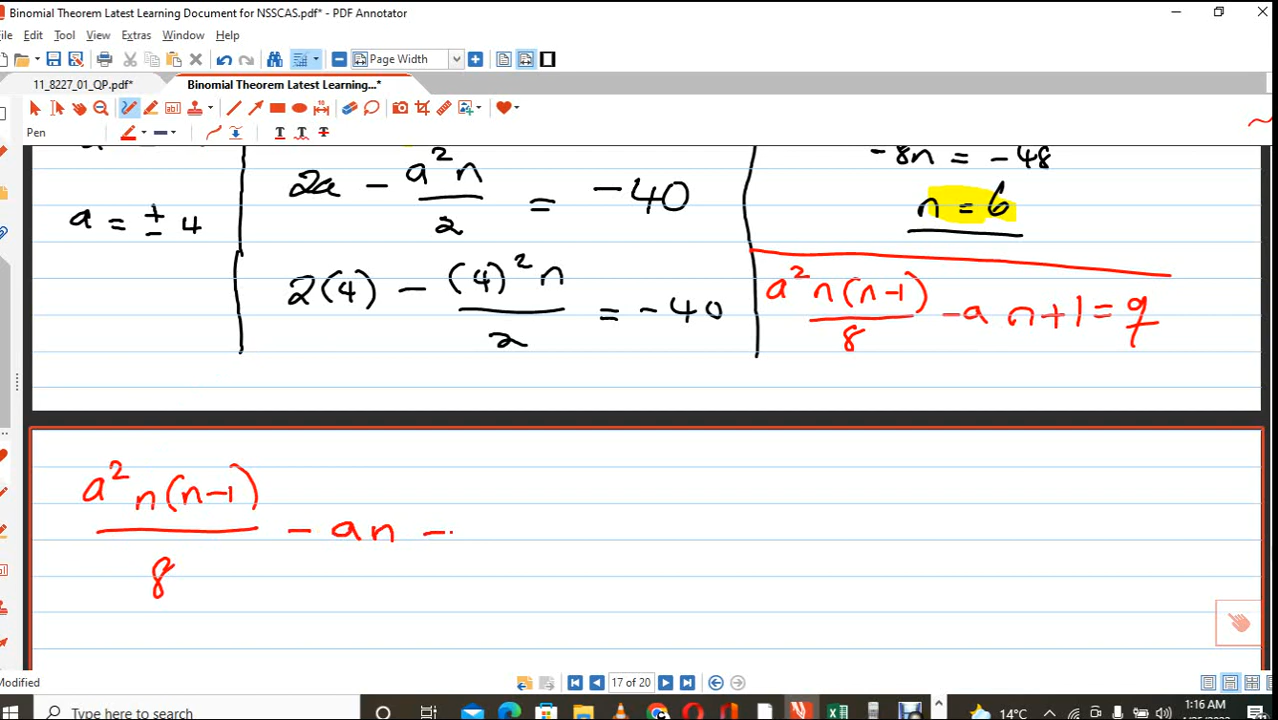 Binomial Theorem Latest Learning Document for NSSCAS.pdf* - PDF Annotator
File Edit Tool View Extras Window Help
Page Width
11_8227_01_QP.pdf* Binomial Theorem Latest Learning...*
Pen
a = ± 4
2a - a²n/2 = -40
2(4) - (4)²n/2 = -40
-8n = -48
n = 6
a²n(n-1)/8 - an + 1 = q
a²n(n-1)/8 - an -
Modified
17 of 20
Type here to search
14°C
1:16 AM